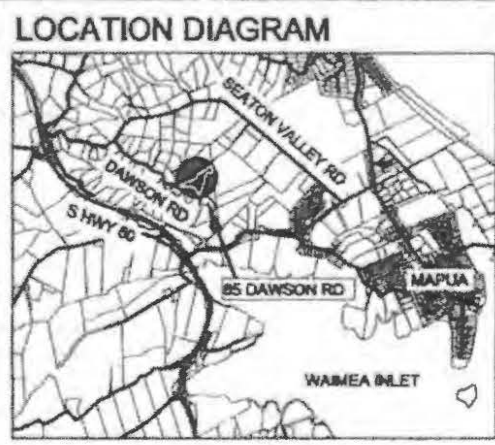 LOCATION DIAGRAM
SEATON VALLEY RD
DAWSON RD
S HWY 60
85 DAWSON RD
MAPUA
WAIMEA INLET